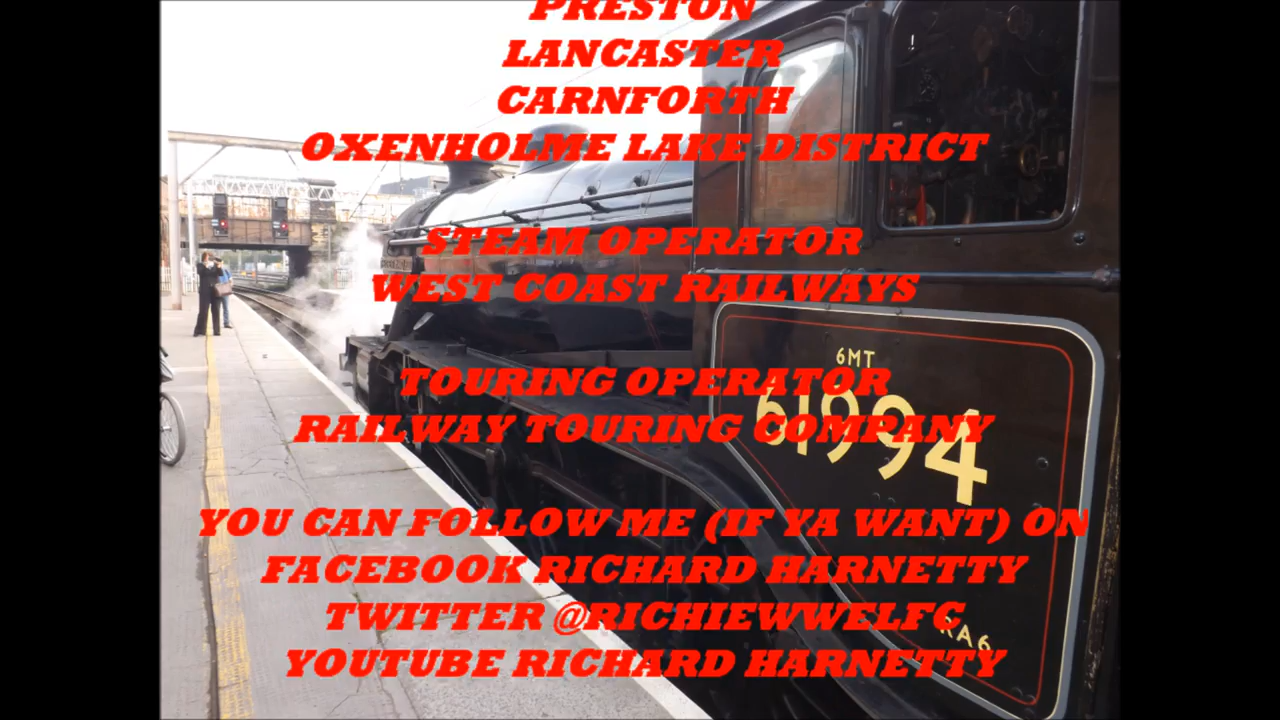 PRESTON
LANCASTER
CARNFORTH
OXENHOLME LAKE DISTRICT
STEAM OPERATOR
WEST COAST RAILWAYS
6MT
TOURING OPERATOR
61994
RAILWAY TOURING COMPANY
YOU CAN FOLLOW ME (IF YA WANT) ON
FACEBOOK RICHARD HARNETTY
TWITTER @RICHIEWWELFC
RA6
YOUTUBE RICHARD HARNETTY